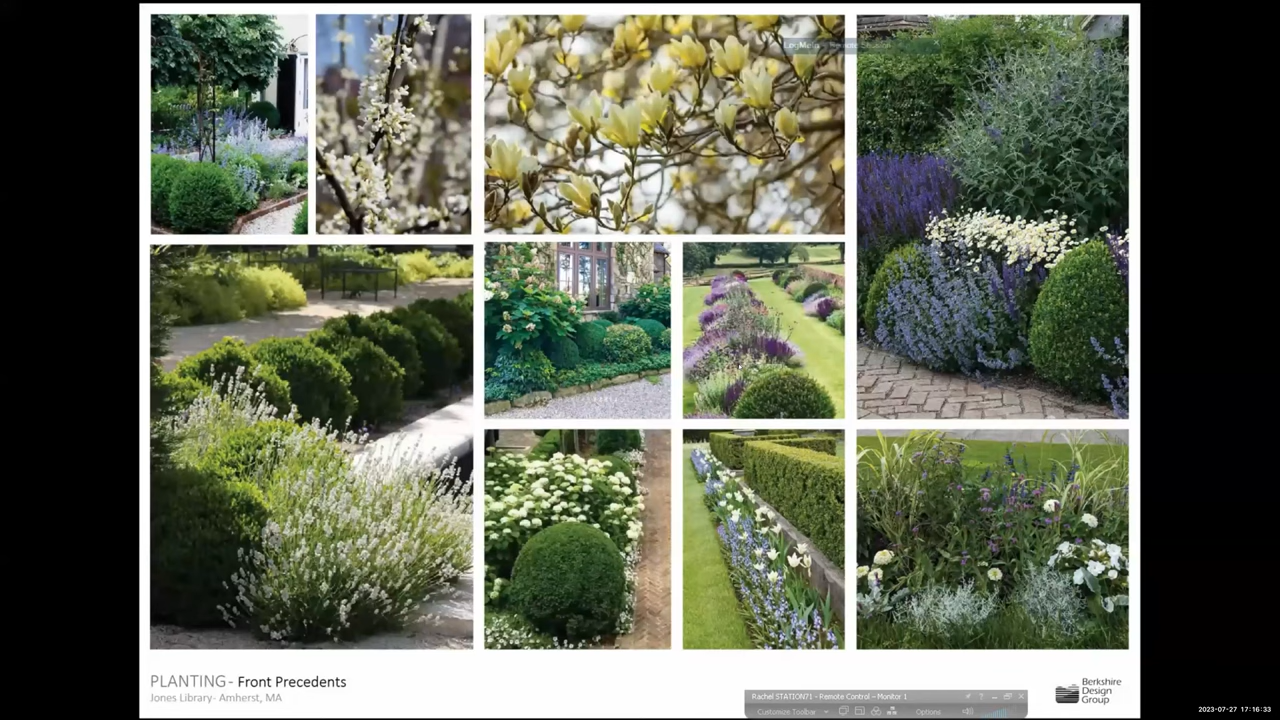 PLANTING - Front Precedents
Jones Library- Amherst, MA
Rachel STATION71 - Remote Control - Monitor 1
Customize Toolbar
Options
Berkshire
Design
Group
2023-07-27 17:16:33